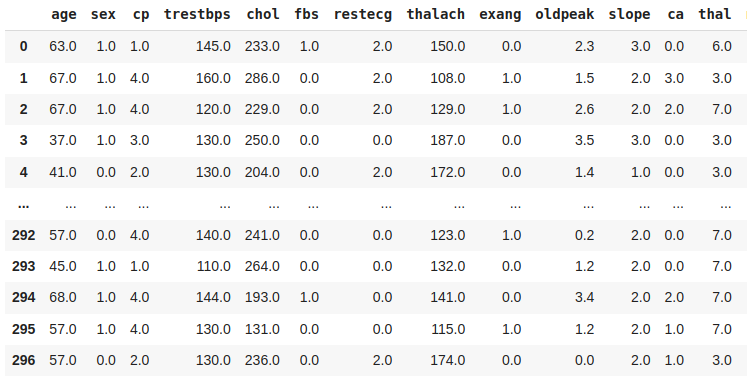 age sex cp trestbps chol fbs restecg thalach exang oldpeak slope ca thal
0 63.0 1.0 1.0 145.0 233.0 1.0 2.0 150.0 0.0 2.3 3.0 0.0 6.0
1 67.0 1.0 4.0 160.0 286.0 0.0 2.0 108.0 1.0 1.5 2.0 3.0 3.0
2 67.0 1.0 4.0 120.0 229.0 0.0 2.0 129.0 1.0 2.6 2.0 2.0 7.0
3 37.0 1.0 3.0 130.0 250.0 0.0 0.0 187.0 0.0 3.5 3.0 0.0 3.0
4 41.0 0.0 2.0 130.0 204.0 0.0 2.0 172.0 0.0 1.4 1.0 0.0 3.0
... ... ... ... ... ... ... ... ... ... ... ... ... ...
292 57.0 0.0 4.0 140.0 241.0 0.0 0.0 123.0 1.0 0.2 2.0 0.0 7.0
293 45.0 1.0 1.0 110.0 264.0 0.0 0.0 132.0 0.0 1.2 2.0 0.0 7.0
294 68.0 1.0 4.0 144.0 193.0 1.0 0.0 141.0 0.0 3.4 2.0 2.0 7.0
295 57.0 1.0 4.0 130.0 131.0 0.0 0.0 115.0 1.0 1.2 2.0 1.0 7.0
296 57.0 0.0 2.0 130.0 236.0 0.0 2.0 174.0 0.0 0.0 2.0 1.0 3.0